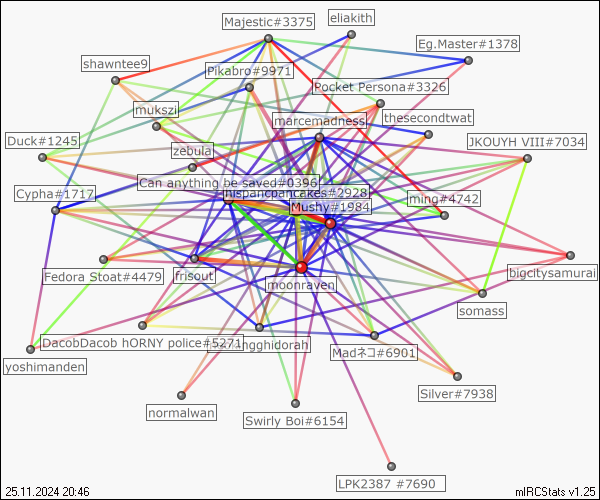 eliakith
Majestic#3375
Eg.Master#1378
shawntee9
Pikabro#9971
Pocket Persona#3326
mukszi
marcemadness
thesecondtwat
Duck#1245
JKOUYH VIII#7034
zebula
Can anything be saved#0396
Cypha#1717
hispancoancakes#2928
ming#4742
Mushy#1984
Fedora Stoat#4479
frisout
bigcitysamurai
moonraven
somass
DacobDacob hORNY police#5271
ngghidorah
Madネコ#6901
yoshimanden
Silver#7938
normalwan
Swirly Boi#6154
LPK2387 #7690
25.11.2024 20:46
mIRCStats v1.25